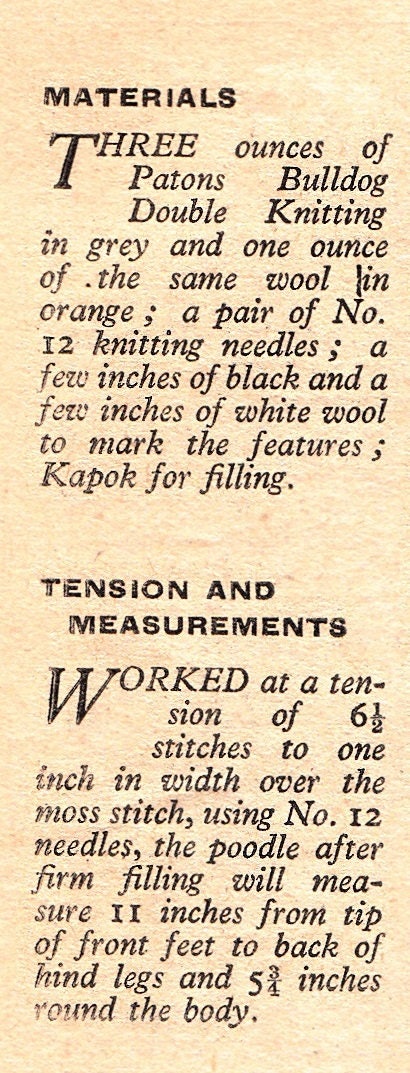 MATERIALS
THREE ounces of
Patons Bulldog
Double Knitting
in grey and one ounce
of . the same wool |in
orange ; a pair of No.
12 knitting needles ; a
few inches of black and a
few inches of white wool
to mark the features ;
Kapok for filling.
TENSION AND
MEASUREMENTS
WORKED at a ten-
sion of 6½
stitches to one
inch in width over the
moss stitch, using No. 12
needles, the poodle after
firm filling will mea-
sure 11 inches from tip
of front feet to back of
hind legs and 5¾ inches
round the body.